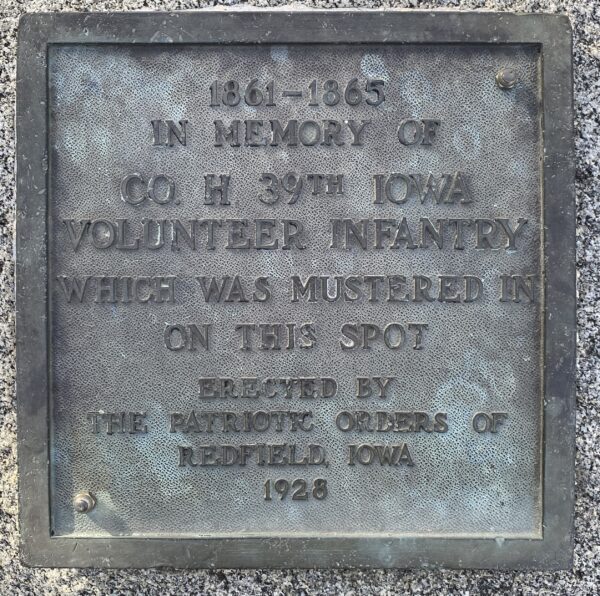 1861-1865
IN MEMORY OF
CO. H 39TH IOWA
VOLUNTEER INFANTRY
WHICH WAS MUSTERED IN
ON THIS SPOT
ERECTED BY
THE PATRIOTIC ORDERS OF
REDFIELD, IOWA
1928